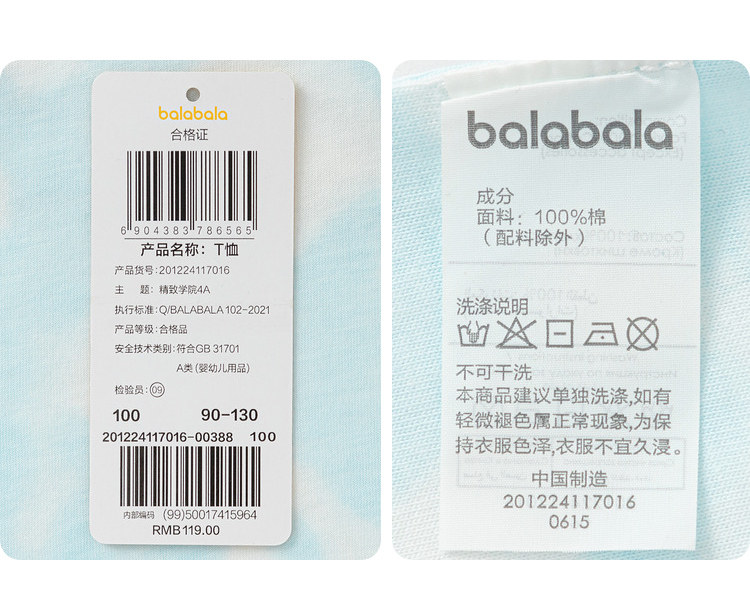 balabala
合格证
6 904383 786565
产品名称：T恤
产品货号:201224117016
主 题：精致学院4A
执行标准:Q/BALABALA 102-2021
产品等级:合格品
安全技术类别:符合GB 31701
A类 (婴幼儿用品)
检验员:09
100 90-130
201224117016-00388 100
内部编码 (99)50017415964
RMB119.00
balabala
成分
面料：100%棉
（配料除外）
洗涤说明
不可干洗
本商品建议单独洗涤,如有
轻微褪色属正常现象,为保
持衣服色泽,衣服不宜久浸。
中国制造
201224117016
0615